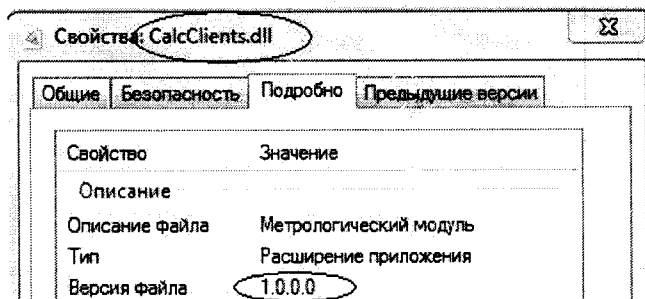 Свойства: CalcClients.dll
Общие Безопасность Подробно Предыдущие версии
Свойство Значение
Описание
Описание файла Метрологический модуль
Тип Расширение приложения
Версия файла 1.0.0.0